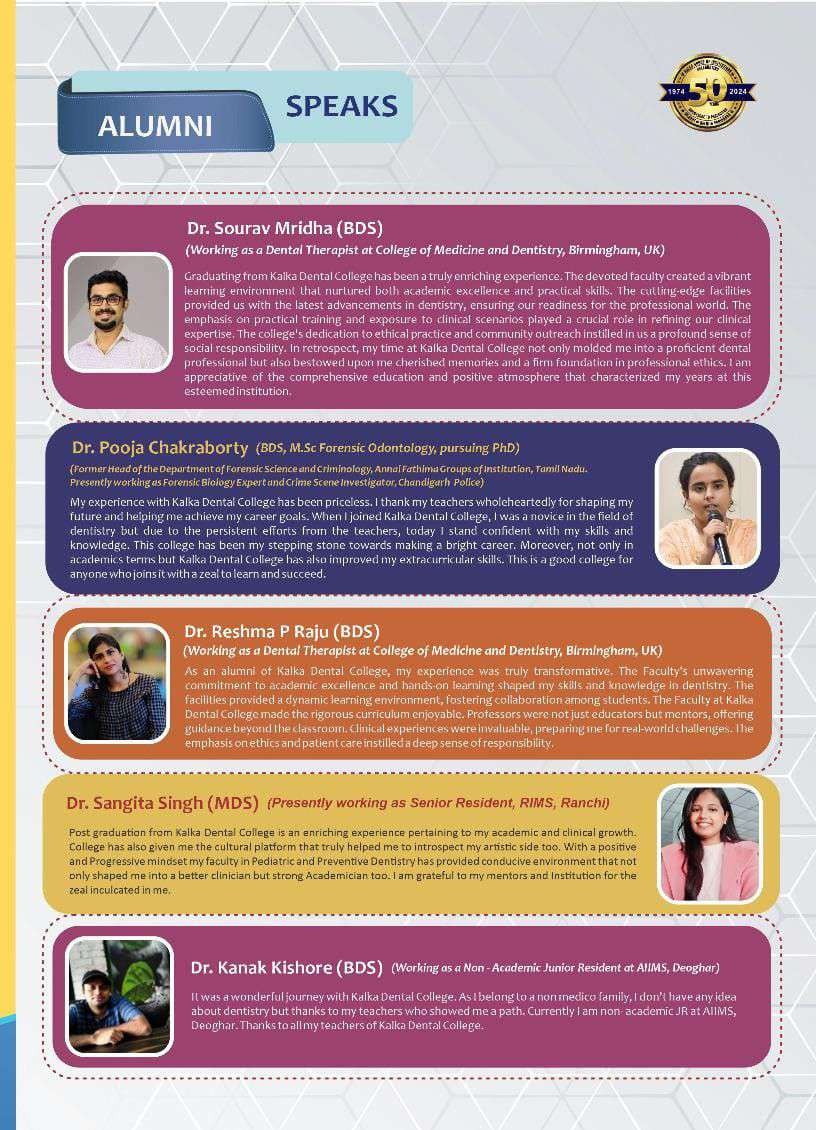 ALUMNI
SPEAKS
1974
50
2024
Dr. Sourav Mridha (BDS)
(Working as a Dental Therapist at College of Medicine and Dentistry, Birmingham, UK)
Graduating from Kalka Dental College has been a truly enriching experience. The devoted faculty created a vibrant
learning environment that nurtured both academic excellence and practical skills. The cutting-edge facilities
provided us with the latest advancements in dentistry, ensuring our readiness for the professional world. The
emphasis on practical training and exposure to clinical scenarios played a crucial role in refining our clinical
expertise. The college's dedication to ethical practice and community outreach instilled in us a profound sense of
social responsibility. In retrospect, my time at Kalka Dental College not only molded me into a proficient dental
professional but also bestowed upon me cherished memories and a firm foundation in professional ethics. I am
appreciative of the comprehensive education and positive atmosphere that characterized my years at this
esteemed institution.
Dr. Pooja Chakraborty (BDS, M.Sc Forensic Odontology, pursuing PhD)
(Former Head of the Department of Forensic Science and Criminology, Annai Fathima Groups of Institution, Tamil Nadu.
Presently working as Forensic Biology Expert and Crime Scene Investigator, Chandigarh Police)
My experience with Kalka Dental College has been priceless. I thank my teachers wholeheartedly for shaping my
future and helping me achieve my career goals. When I joined Kalka Dental College, I was a novice in the field of
dentistry but due to the persistent efforts from the teachers, today I stand confident with my skills and
knowledge. This college has been my stepping stone towards making a bright career. Moreover, not only in
academics terms but Kalka Dental College has also improved my extracurricular skills. This is a good college for
anyone who joins it with a zeal to learn and succeed.
Dr. Reshma P Raju (BDS)
(Working as a Dental Therapist at College of Medicine and Dentistry, Birmingham, UK)
As an alumni of Kalka Dental College, my experience was truly transformative. The Faculty's unwavering
commitment to academic excellence and hands-on learning shaped my skills and knowledge in dentistry. The
facilities provided a dynamic learning environment, fostering collaboration among students. The Faculty at Kalka
Dental College made the rigorous curriculum enjoyable. Professors were not just educators but mentors, offering
guidance beyond the classroom. Clinical experiences were invaluable, preparing me for real-world challenges. The
emphasis on ethics and patient care instilled a deep sense of responsibility.
Dr. Sangita Singh (MDS) (Presently working as Senior Resident, RIMS, Ranchi)
Post graduation from Kalka Dental College is an enriching experience pertaining to my academic and clinical growth.
College has also given me the cultural platform that truly helped me to introspect my artistic side too. With a positive
and Progressive mindset my faculty in Pediatric and Preventive Dentistry has provided conducive environment that not
only shaped me into a better clinician but strong Academician too. I am grateful to my mentors and Institution for the
zeal inculcated in me.
Dr. Kanak Kishore (BDS) (Working as a Non - Academic Junior Resident at AIIMS, Deoghar)
It was a wonderful journey with Kalka Dental College. As I belong to a non medico family, I don't have any idea
about dentistry but thanks to my teachers who showed me a path. Currently I am non- academic JR at AIIMS,
Deoghar. Thanks to all my teachers of Kalka Dental College.